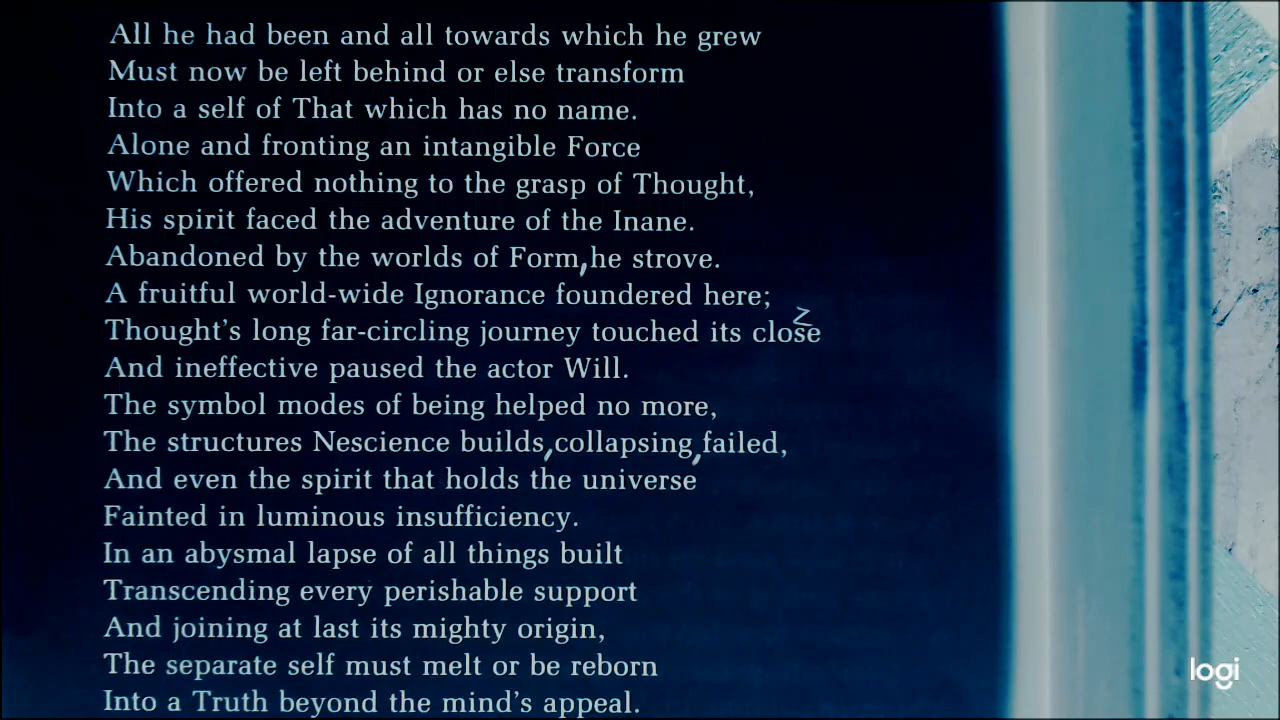 All he had been and all towards which he grew
Must now be left behind or else transform
Into a self of That which has no name.
Alone and fronting an intangible Force
Which offered nothing to the grasp of Thought,
His spirit faced the adventure of the Inane.
Abandoned by the worlds of Form, he strove.
A fruitful world-wide Ignorance foundered here;
z
Thought's long far-circling journey touched its close
And ineffective paused the actor Will.
The symbol modes of being helped no more,
The structures Nescience builds, collapsing, failed,
And even the spirit that holds the universe
Fainted in luminous insufficiency.
In an abysmal lapse of all things built
Transcending every perishable support
And joining at last its mighty origin,
The separate self must melt or be reborn
Into a Truth beyond the mind's appeal.
logi